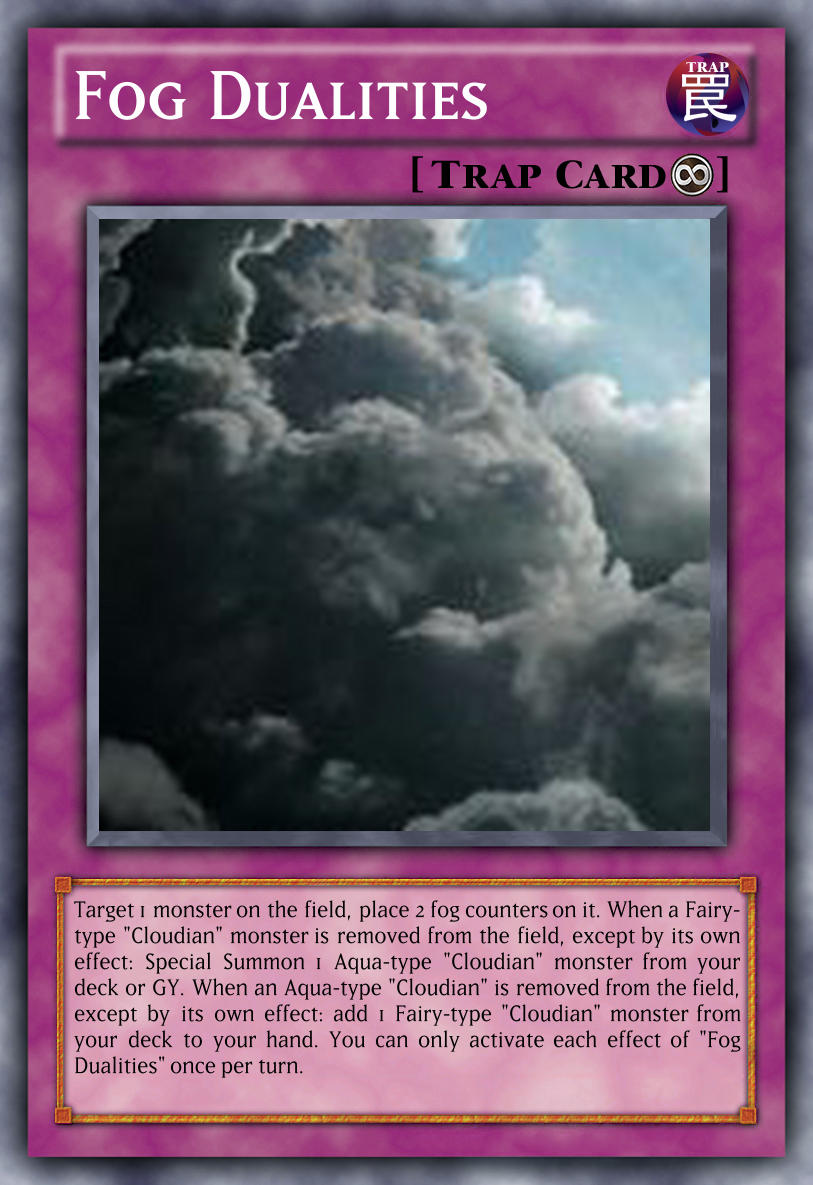 Fog Dualities
TRAP
罠
[Trap Card∞]
Target 1 monster on the field, place 2 fog counters on it. When a Fairy-
type "Cloudian" monster is removed from the field, except by its own
effect: Special Summon 1 Aqua-type "Cloudian" monster from your
deck or GY. When an Aqua-type "Cloudian" is removed from the field,
except by its own effect: add 1 Fairy-type "Cloudian" monster from
your deck to your hand. You can only activate each effect of "Fog
Dualities" once per turn.